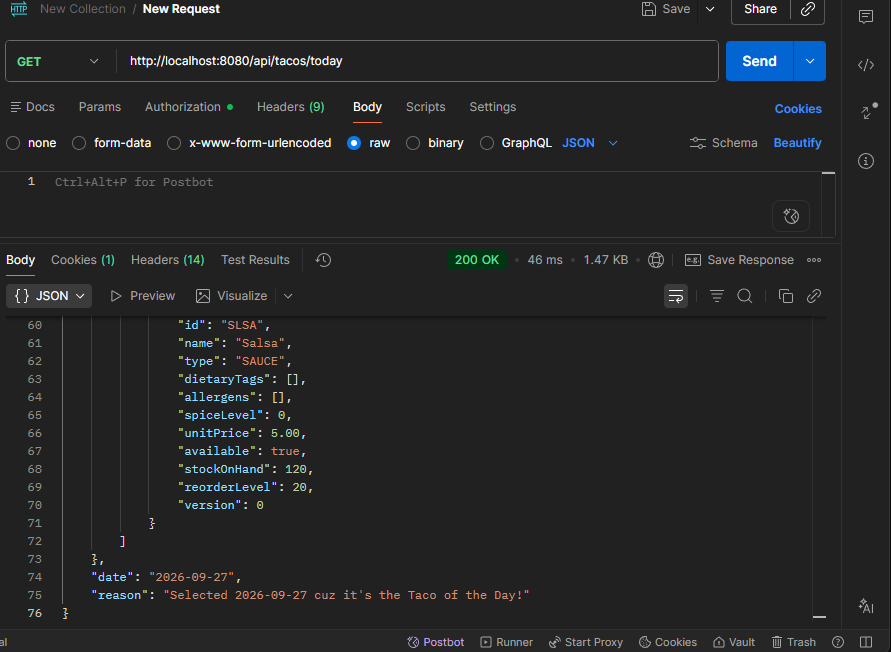 HTTP New Collection / New Request Save Share
GET http://localhost:8080/api/tacos/today Send
Docs Params Authorization Headers (9) Body Scripts Settings Cookies
none form-data x-www-form-urlencoded raw binary GraphQL JSON Schema Beautify
1 Ctrl+Alt+P for Postbot
Body Cookies (1) Headers (14) Test Results 200 OK • 46 ms • 1.47 KB • e.g. Save Response
{} JSON Preview Visualize
60 "id": "SLSA",
61 "name": "Salsa",
62 "type": "SAUCE",
63 "dietaryTags": [],
64 "allergens": [],
65 "spiceLevel": 0,
66 "unitPrice": 5.00,
67 "available": true,
68 "stockOnHand": 120,
69 "reorderLevel": 20,
70 "version": 0
71 }
72 ]
73 },
74 "date": "2026-09-27",
75 "reason": "Selected 2026-09-27 cuz it's the Taco of the Day!"
76 }
AI
al Postbot Runner Start Proxy Cookies Vault Trash